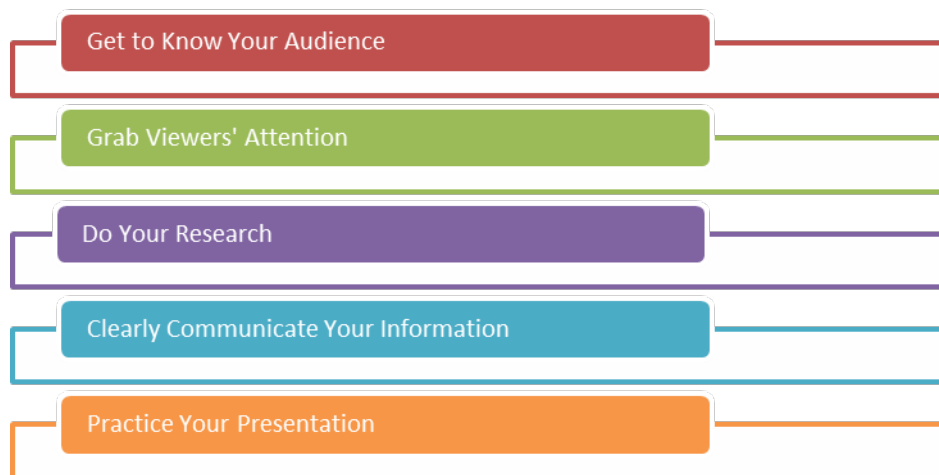 Get to Know Your Audience
Grab Viewers' Attention
Do Your Research
Clearly Communicate Your Information
Practice Your Presentation